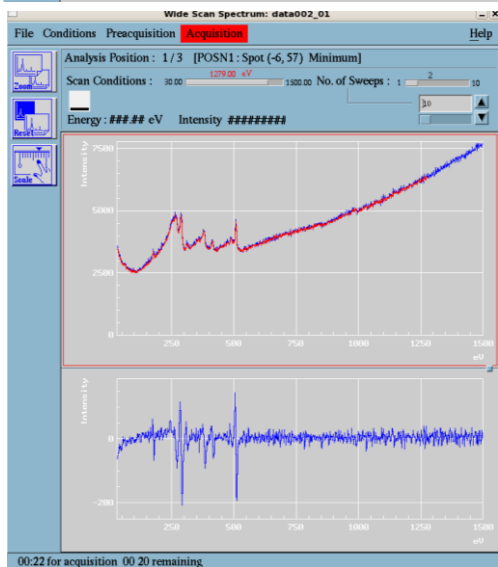 Wide Scan Spectrum: data002_01
File Conditions Preacquisition Acquisition Help
Zoom
Reset
Scale
Analysis Position : 1 / 3 [POSN1 : Spot (-6, 57) Minimum]
Scan Conditions : 30.00 1279.00 eV 1500.00 No. of Sweeps : 1 2 10
10
Energy : ###.## eV Intensity #########
Intensity
7500
5000
2500
250 500 750 1000 1250 1500
eV
Intensity
0
-200
250 500 750 1000 1250 1500
eV
00:22 for acquisition 00 20 remaining